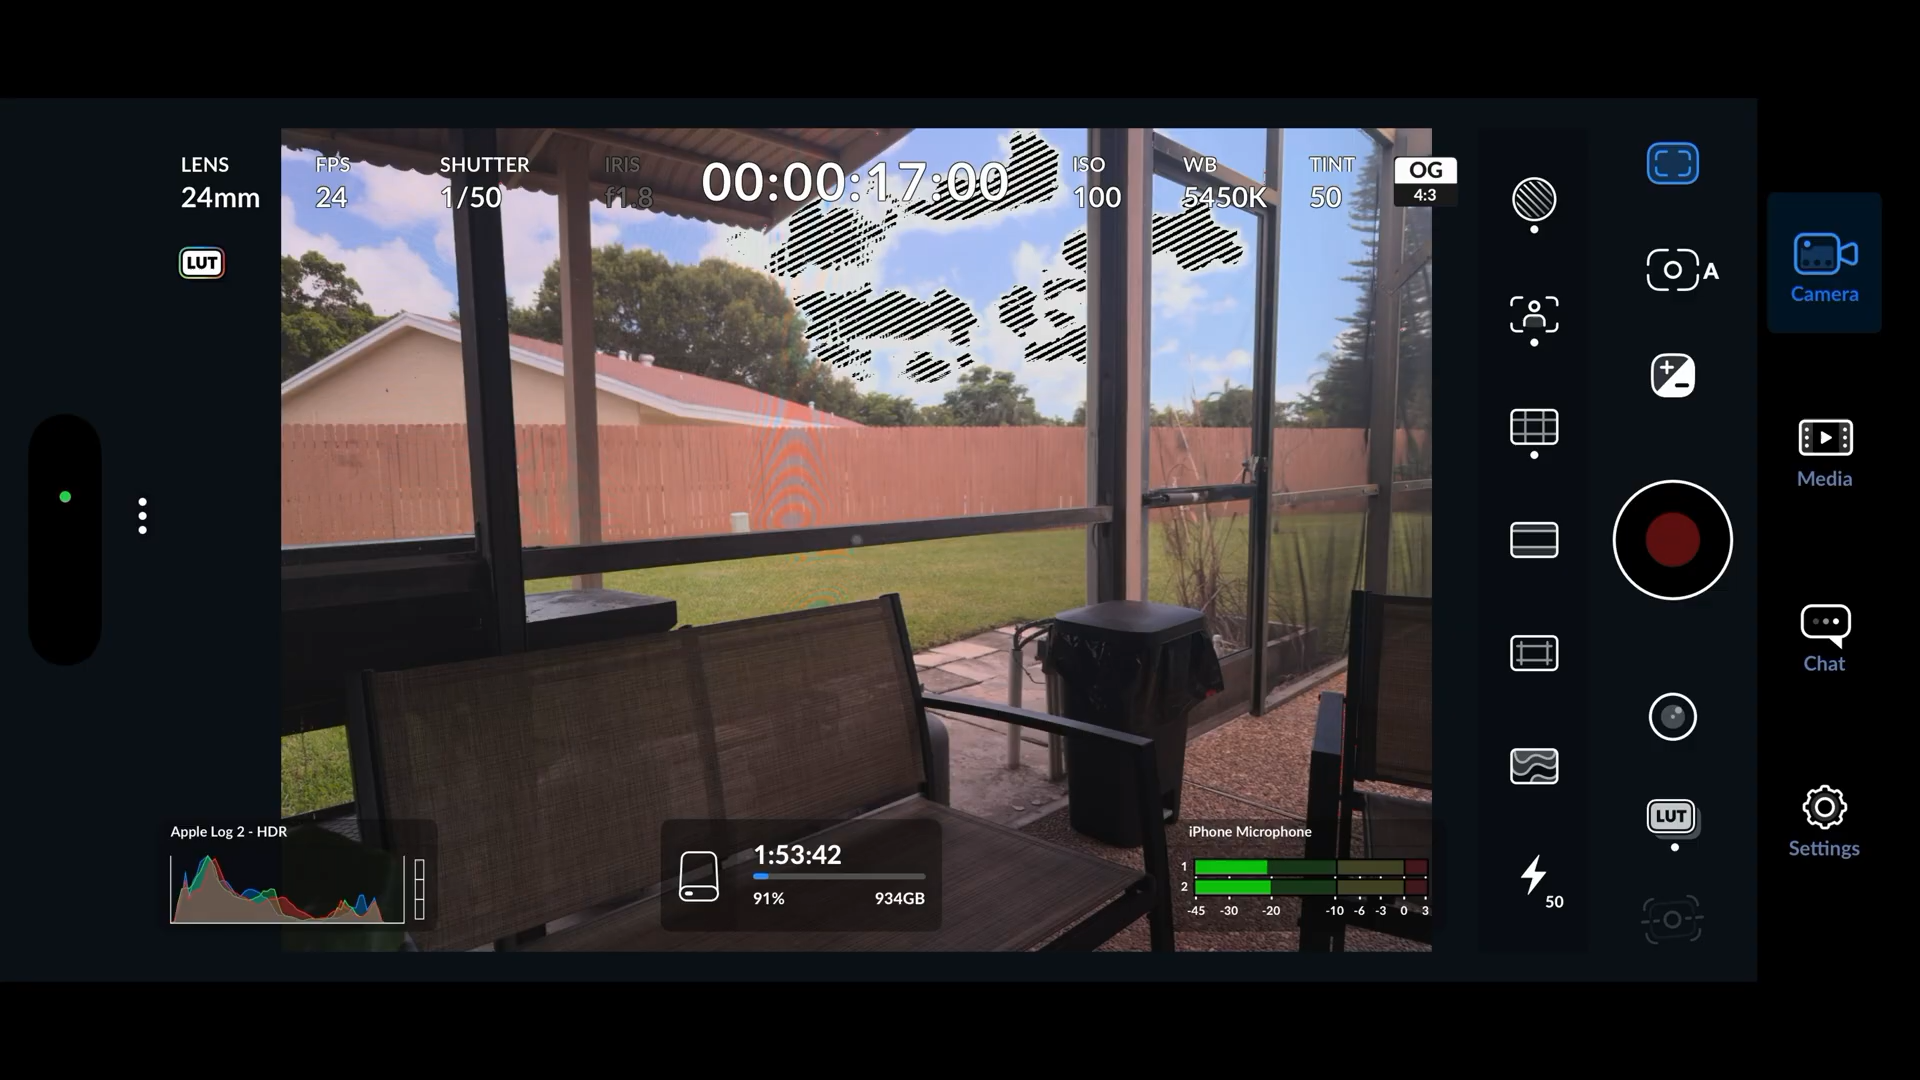 LENS
24mm
FPS
24
SHUTTER
1/50
IRIS
f1.8
00:00:17:00
ISO
100
WB
5450K
TINT
50
OG
4:3
LUT
A
Camera
Media
Chat
Settings
LUT
50
Apple Log 2 - HDR
1:53:42
91%
934GB
iPhone Microphone
1
2
-45 -30 -20 -10 -6 -3 0 3